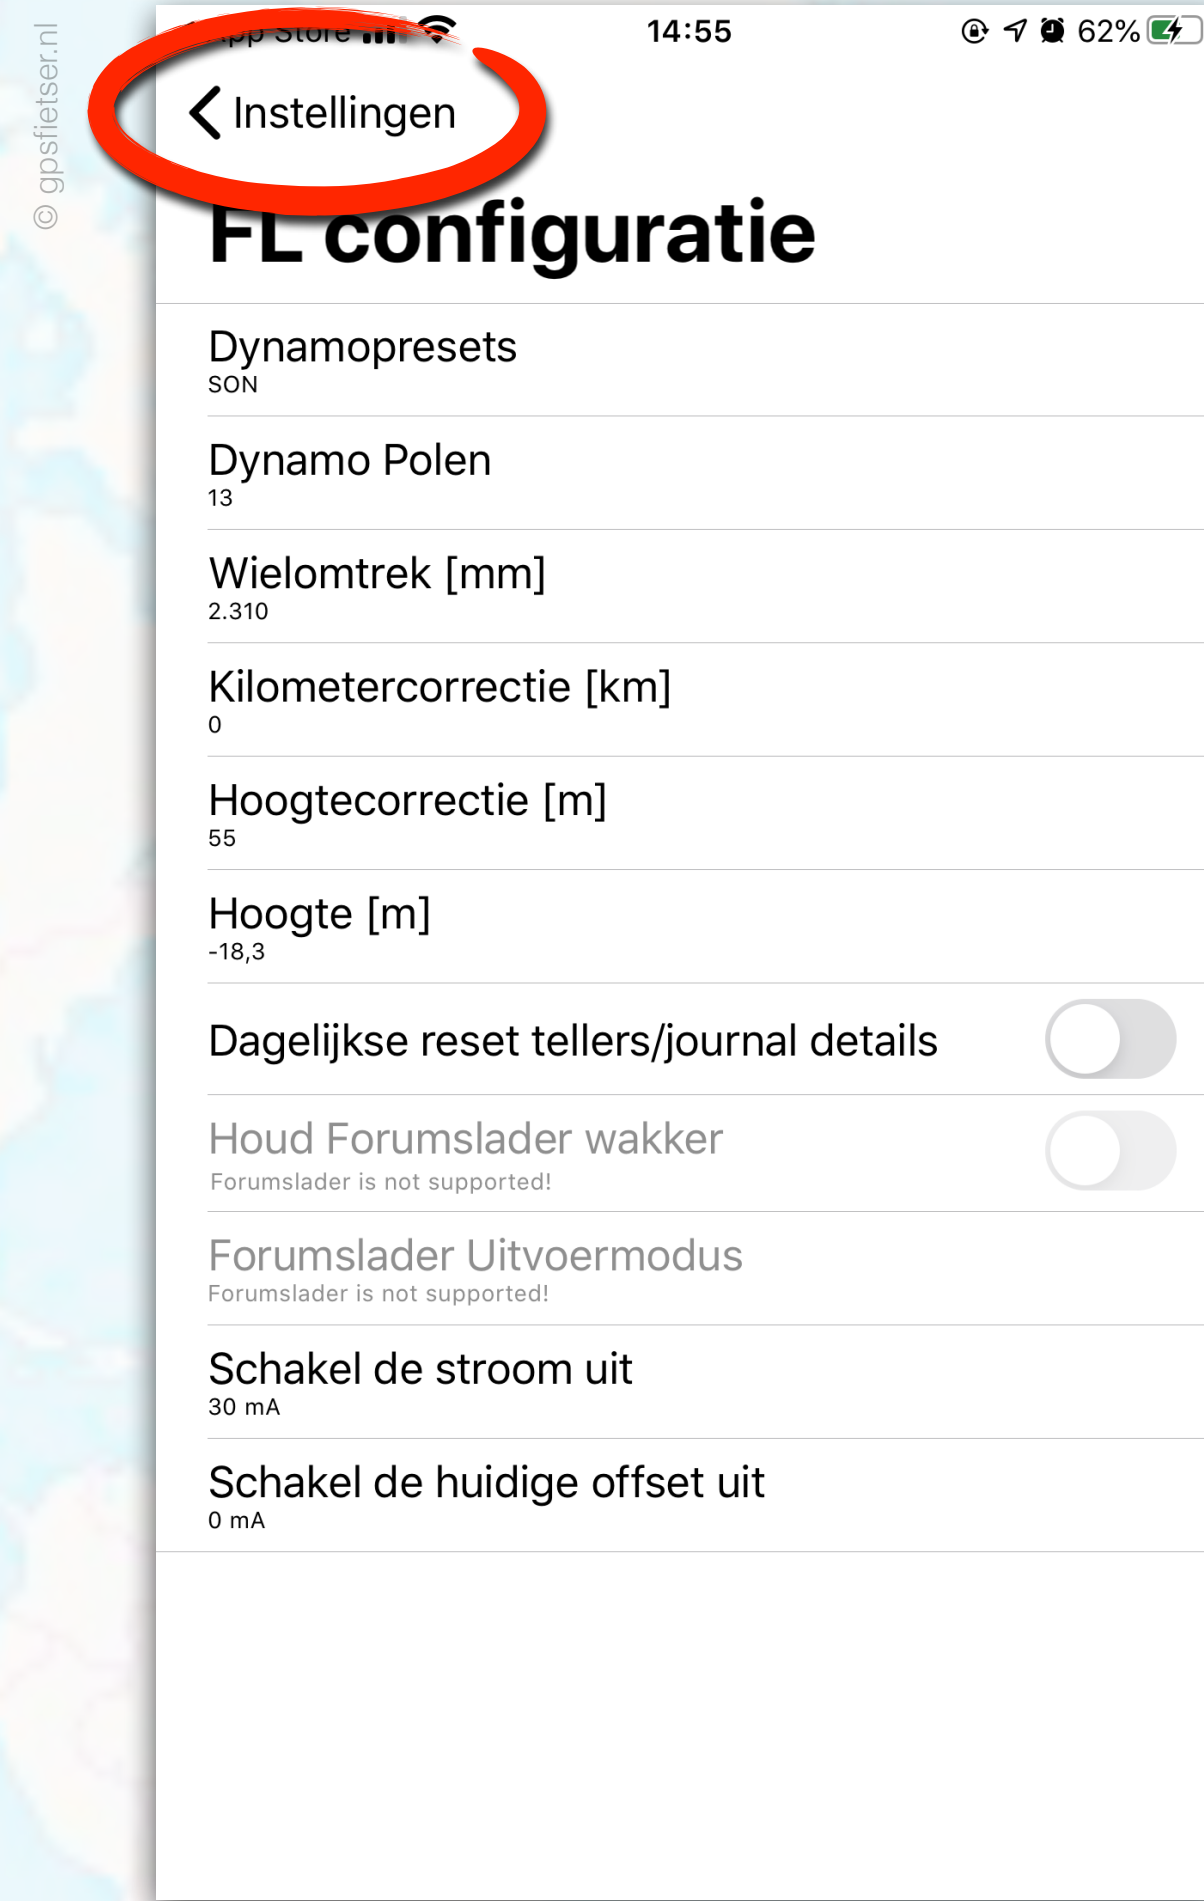 © gpsfietser.nl
App Store
14:55
62%
Instellingen
FL configuratie
Dynamopresets
SON
Dynamo Polen
13
Wielomtrek [mm]
2.310
Kilometercorrectie [km]
0
Hoogtecorrectie [m]
55
Hoogte [m]
-18,3
Dagelijkse reset tellers/journal details
Houd Forumslader wakker
Forumslader is not supported!
Forumslader Uitvoermodus
Forumslader is not supported!
Schakel de stroom uit
30 mA
Schakel de huidige offset uit
0 mA